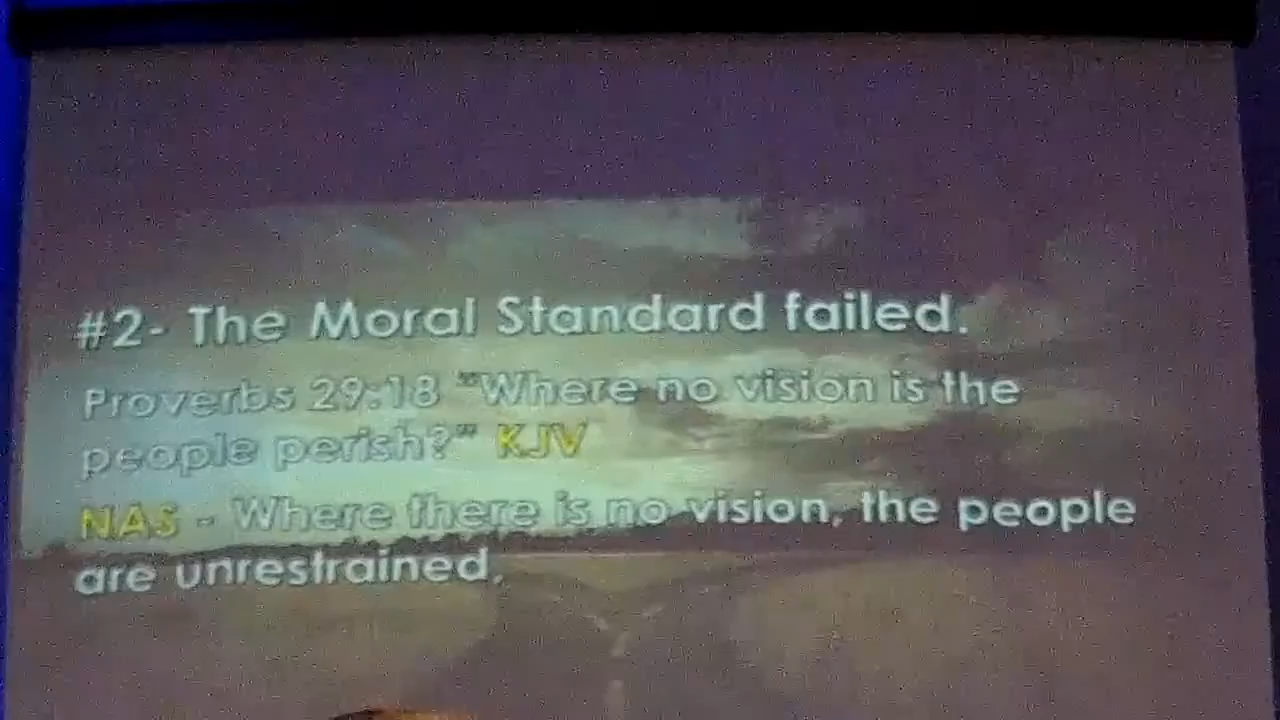 #2- The Moral Standard failed.
Proverbs 29:18 "Where no vision is the
people perish?" KJV
NAS - Where there is no vision, the people
are unrestrained.